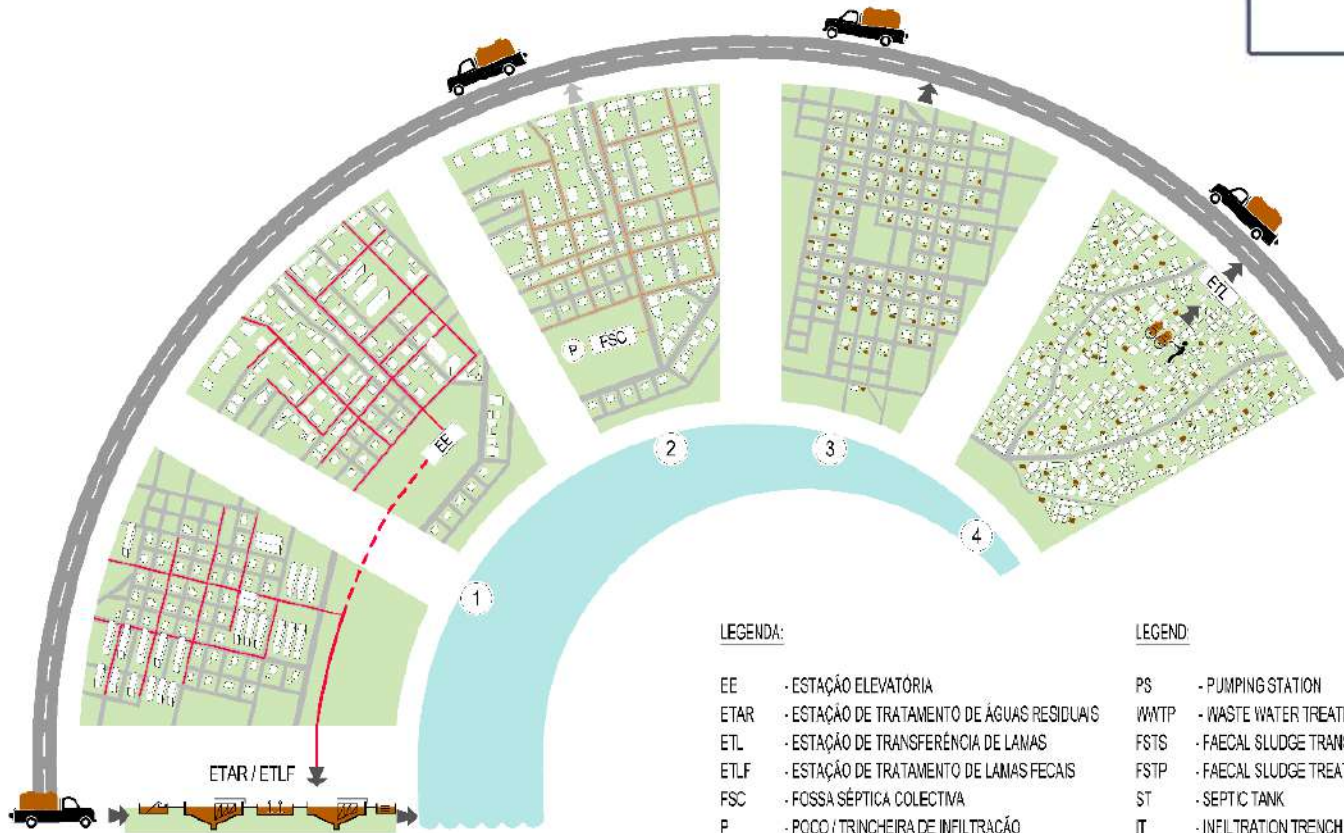 ETL
P
FSC
EE
2
3
4
1
ETAR / ETLF
LEGENDA:
EE - ESTAÇÃO ELEVATÓRIA
ETAR - ESTAÇÃO DE TRATAMENTO DE ÁGUAS RESIDUAIS
ETL - ESTAÇÃO DE TRANSFERÊNCIA DE LAMAS
ETLF - ESTAÇÃO DE TRATAMENTO DE LAMAS FECAIS
FSC - FOSSA SÉPTICA COLECTIVA
P - POÇO / TRINCHEIRA DE INFILTRAÇÃO
LEGEND:
PS - PUMPING STATION
WWTP - WASTE WATER TREAT
FSTS - FAECAL SLUDGE TRANS
FSTP - FAECAL SLUDGE TREAT
ST - SEPTIC TANK
IT - INFILTRATION TRENCH